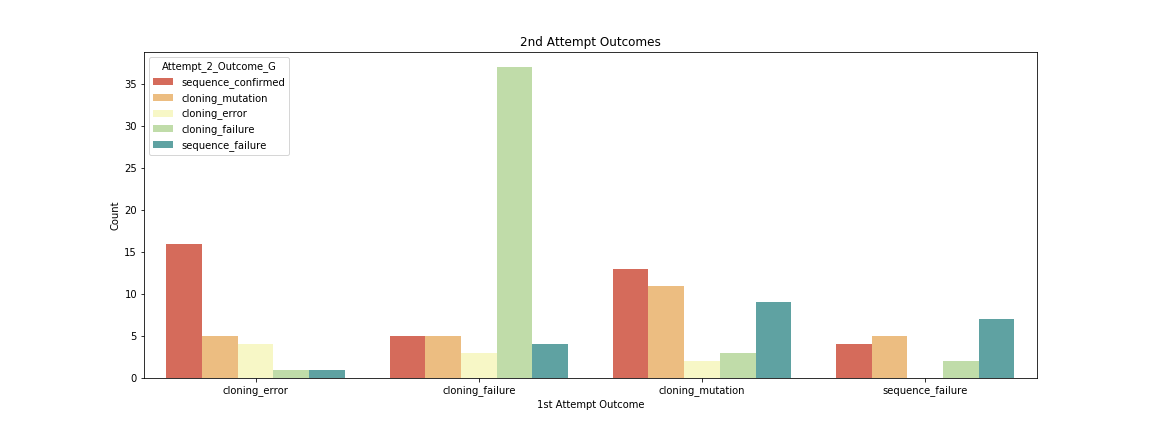 2nd Attempt Outcomes
Attempt_2_Outcome_G
sequence_confirmed
cloning_mutation
cloning_error
cloning_failure
sequence_failure
Count
35
30
25
20
15
10
5
0
cloning_error
cloning_failure
cloning_mutation
sequence_failure
1st Attempt Outcome